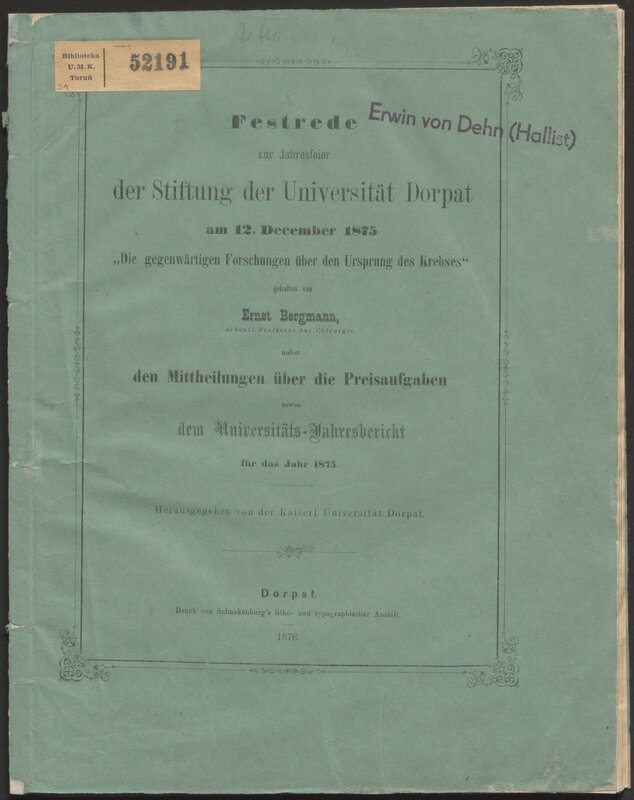 Biblioteka
U. M. K.
Toruń
52191
Erwin von Dehn (Hallist)
Festrede
zur Jahresfeier
der Stiftung der Universität Dorpat
am 12. December 1875
„Die gegenwärtigen Forschungen über den Ursprung des Krebses“
gehalten von
Ernst Bergmann,
ordentl. Professor der Chirurgie
nebst
den Mittheilungen über die Preisaufgaben
sowie
dem Universitäts-Jahresbericht
für das Jahr 1875.
Herausgegeben von der Kaiserl. Universität Dorpat.
Dorpat.
Druck von Schnakenburg's litho- und typographischer Anstalt.
1876.